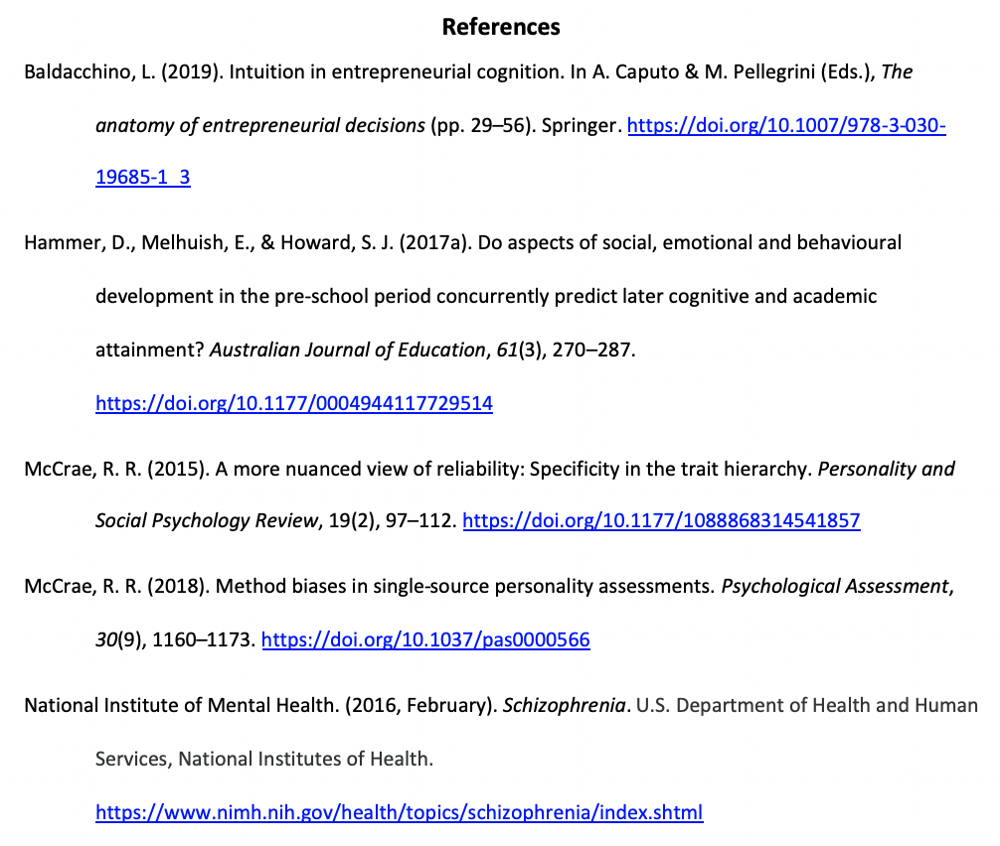 References
Baldacchino, L. (2019). Intuition in entrepreneurial cognition. In A. Caputo & M. Pellegrini (Eds.), The
anatomy of entrepreneurial decisions (pp. 29–56). Springer. https://doi.org/10.1007/978-3-030-
19685-1_3
Hammer, D., Melhuish, E., & Howard, S. J. (2017a). Do aspects of social, emotional and behavioural
development in the pre-school period concurrently predict later cognitive and academic
attainment? Australian Journal of Education, 61(3), 270–287.
https://doi.org/10.1177/0004944117729514
McCrae, R. R. (2015). A more nuanced view of reliability: Specificity in the trait hierarchy. Personality and
Social Psychology Review, 19(2), 97–112. https://doi.org/10.1177/1088868314541857
McCrae, R. R. (2018). Method biases in single-source personality assessments. Psychological Assessment,
30(9), 1160–1173. https://doi.org/10.1037/pas0000566
National Institute of Mental Health. (2016, February). Schizophrenia. U.S. Department of Health and Human
Services, National Institutes of Health.
https://www.nimh.nih.gov/health/topics/schizophrenia/index.shtml